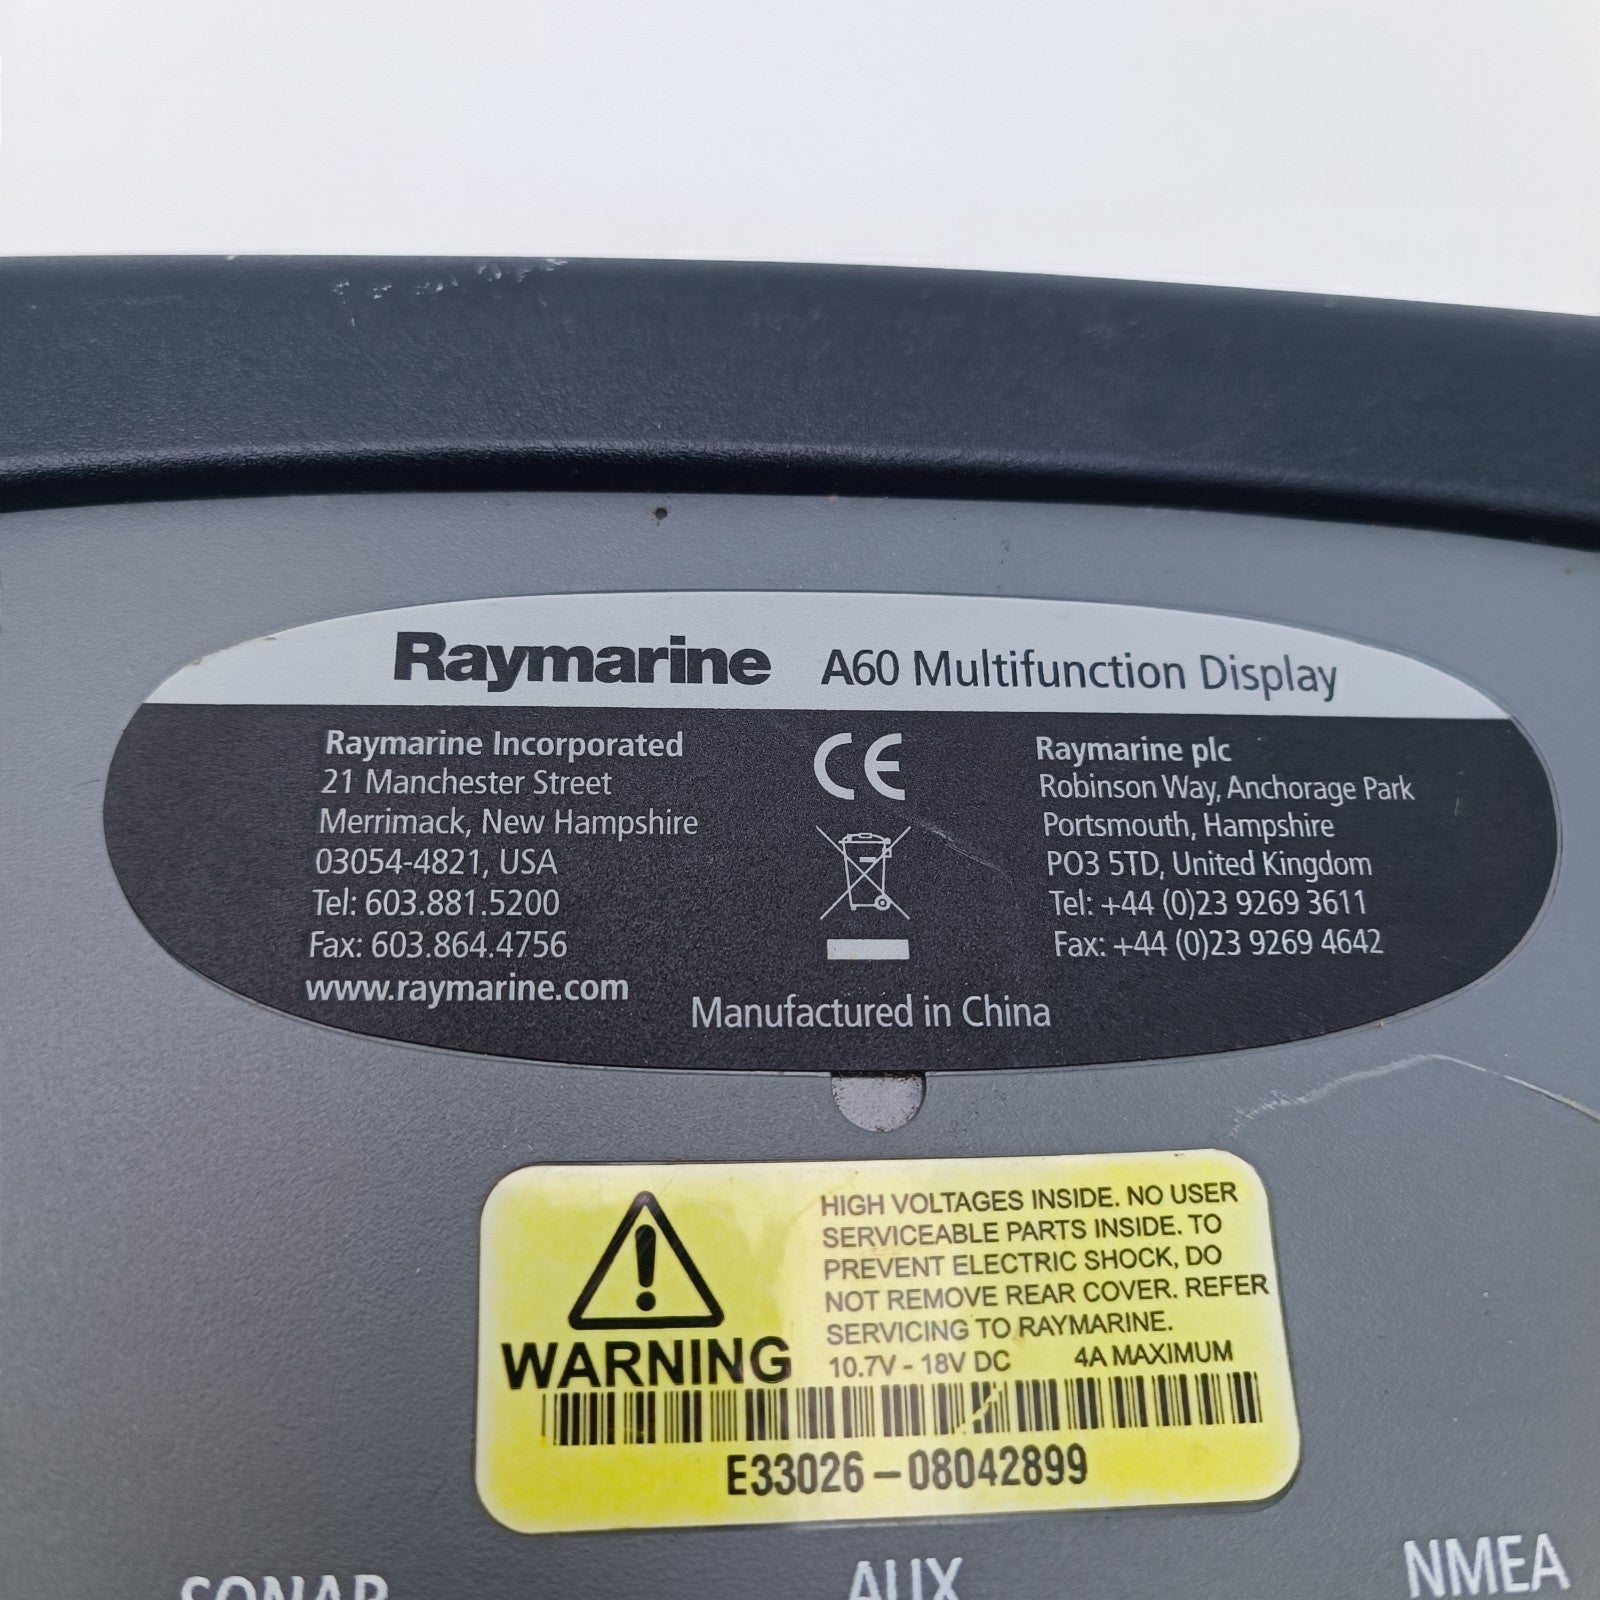 Raymarine A60 Multifunction Display
Raymarine Incorporated
21 Manchester Street
Merrimack, New Hampshire
03054-4821, USA
Tel: 603.881.5200
Fax: 603.864.4756
www.raymarine.com
CE
Raymarine plc
Robinson Way, Anchorage Park
Portsmouth, Hampshire
PO3 5TD, United Kingdom
Tel: +44 (0)23 9269 3611
Fax: +44 (0)23 9269 4642
Manufactured in China
WARNING
HIGH VOLTAGES INSIDE. NO USER
SERVICEABLE PARTS INSIDE. TO
PREVENT ELECTRIC SHOCK, DO
NOT REMOVE REAR COVER. REFER
SERVICING TO RAYMARINE.
10.7V - 18V DC 4A MAXIMUM
E33026-08042899
SONAR AUX NMEA